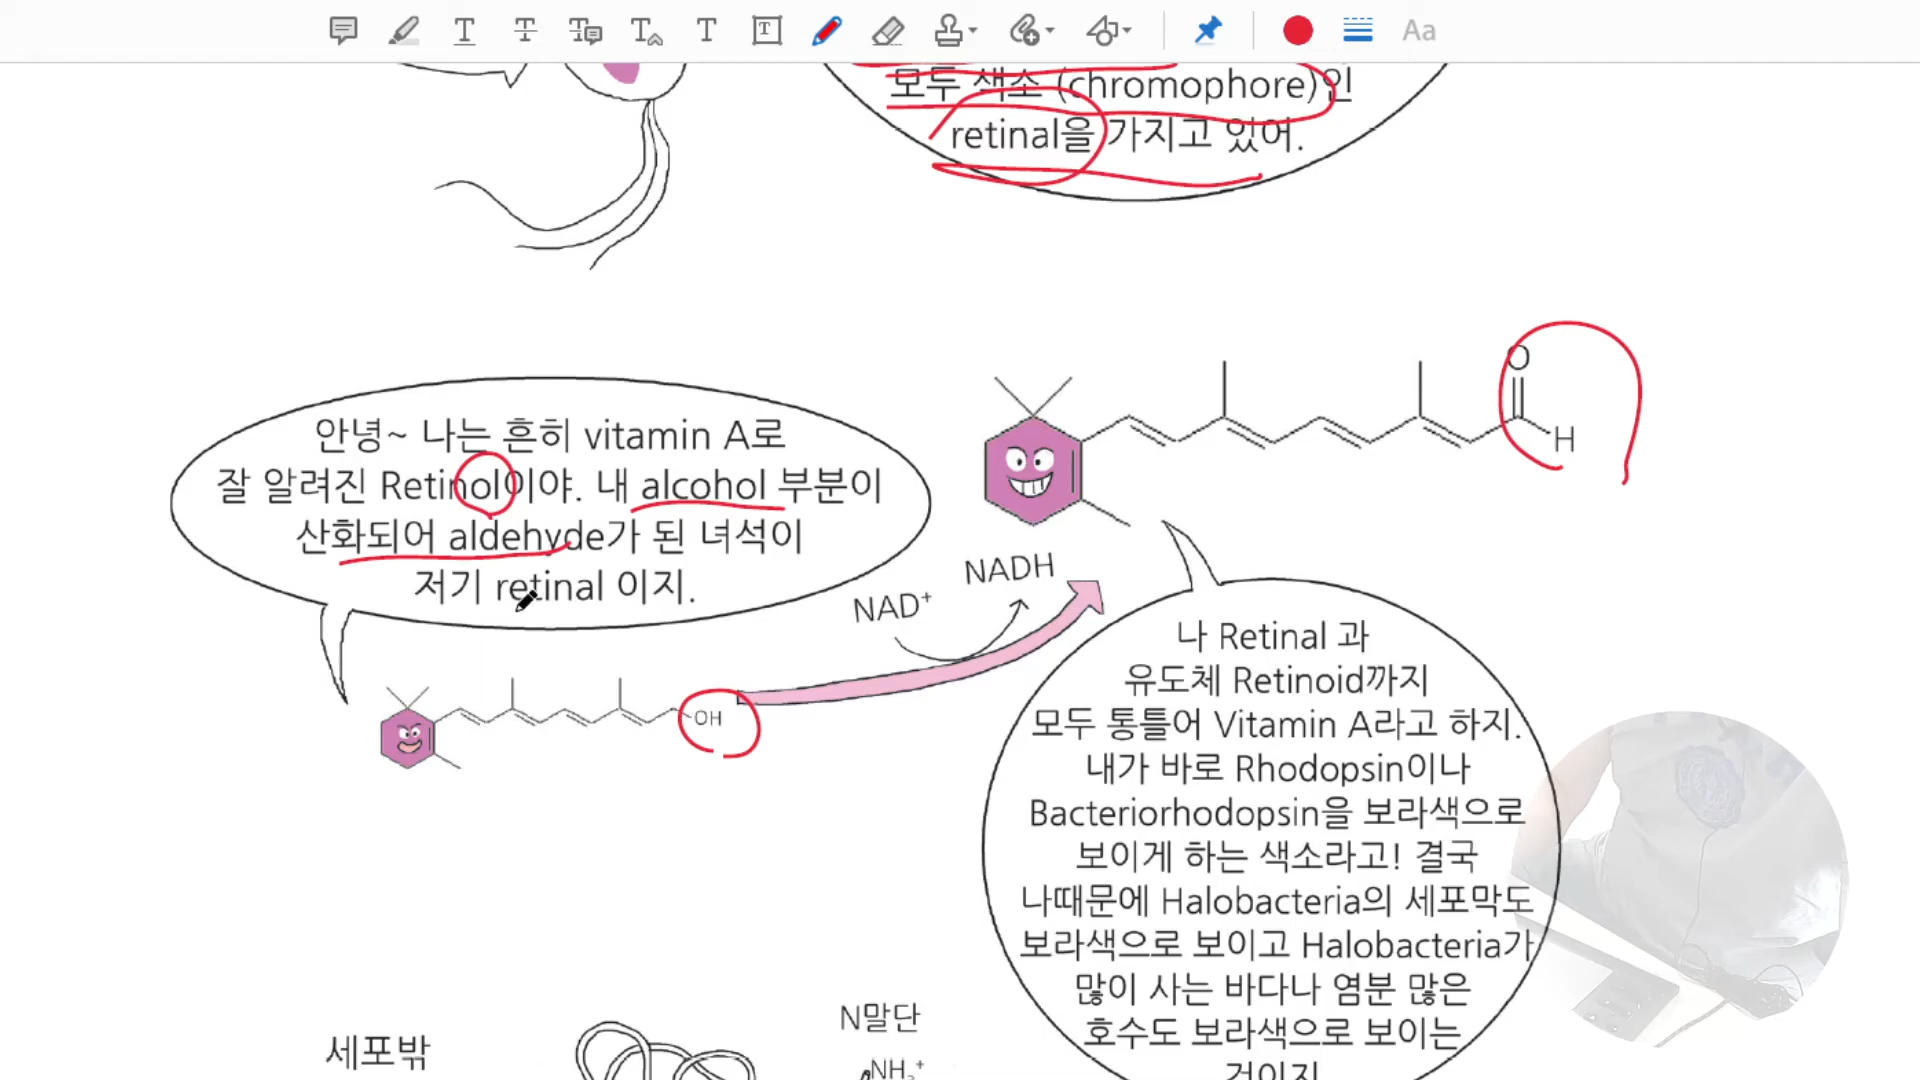 Aa
모두 색소 (chromophore)인
retinal을 가지고 있어.
안녕~ 나는 흔히 vitamin A로
잘 알려진 Retinol이야. 내 alcohol 부분이
산화되어 aldehyde가 된 녀석이
저기 retinal 이지.
O
H
NAD⁺
NADH
OH
나 Retinal 과
유도체 Retinoid까지
모두 통틀어 Vitamin A라고 하지.
내가 바로 Rhodopsin이나
Bacteriorhodopsin을 보라색으로
보이게 하는 색소라고! 결국
나때문에 Halobacteria의 세포막도
보라색으로 보이고 Halobacteria가
많이 사는 바다나 염분 많은
호수도 보라색으로 보이는
것이지
세포밖
N말단
NH₃⁺